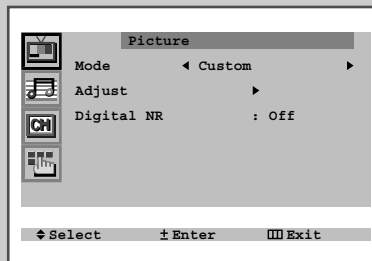 Picture
Mode ◀ Custom ▶
Adjust ▶
Digital NR : Off
CH
Select ± Enter Exit